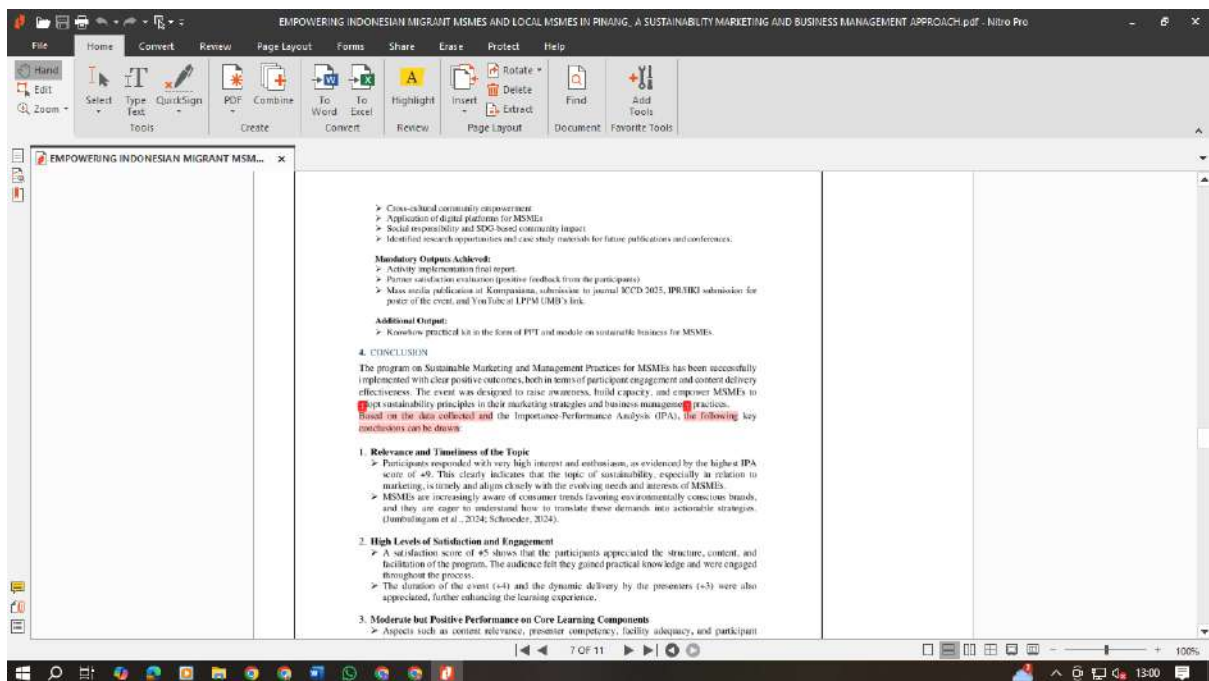 EMPOWERING INDONESIAN MIGRANT MSMES AND LOCAL MSMES IN PINANG_ A SUSTAINABILITY MARKETING AND BUSINESS MANAGEMENT APPROACH.pdf - Nitro Pro
File Home Convert Review Page Layout Forms Share Erase Protect Help
Hand
Edit
Zoom
Select
Type Text
QuickSign
Tools
PDF
Combine
Create
To Word
To Excel
Convert
Highlight
Review
Insert
Rotate
Delete
Extract
Page Layout
Find
Document
Add Tools
Favorite Tools
EMPOWERING INDONESIAN MIGRANT MSM...
➢ Cross-cultural community empowerment
➢ Application of digital platforms for MSMEs
➢ Social responsibility and SDG-based community impact
➢ Identified research opportunities and case study materials for future publications and conferences.
Mandatory Outputs Achieved:
➢ Activity implementation final report.
➢ Partner satisfaction evaluation (positive feedback from the participants)
➢ Mass media publication at Kompasiana, submission to journal ICCD 2025, IPR/HKI submission for
poster of the event, and YouTube at LPPM UMB's link.
Additional Output:
➢ Knowhow practical kit in the form of PPT and module on sustainable business for MSMEs.
4. CONCLUSION
The program on Sustainable Marketing and Management Practices for MSMEs has been successfully
implemented with clear positive outcomes, both in terms of participant engagement and content delivery
effectiveness. The event was designed to raise awareness, build capacity, and empower MSMEs to
sustainability principles in their marketing strategies and business practices.
Based on the data collected and the Importance-Performance Analysis (IPA), the following key
conclusions can be drawn:
1. Relevance and Timeliness of the Topic
➢ Participants responded with very high interest and enthusiasm, as evidenced by the highest IPA
score of +9. This clearly indicates that the topic of sustainability, especially in relation to
marketing, is timely and aligns closely with the evolving needs and interests of MSMEs.
➢ MSMEs are increasingly aware of consumer trends favoring environmentally conscious brands,
and they are eager to understand how to translate these demands into actionable strategies.
(Jumbulingam et al., 2024; Schroeder, 2024).
2. High Levels of Satisfaction and Engagement
➢ A satisfaction score of +5 shows that the participants appreciated the structure, content, and
facilitation of the program. The audience felt they gained practical knowledge and were engaged
throughout the process.
➢ The duration of the event (+4) and the dynamic delivery by the presenters (+3) were also
appreciated, further enhancing the learning experience.
3. Moderate but Positive Performance on Core Learning Components
➢ Aspects such as content relevance, presenter competency, facility adequacy, and participant
7 OF 11
100%
13:00